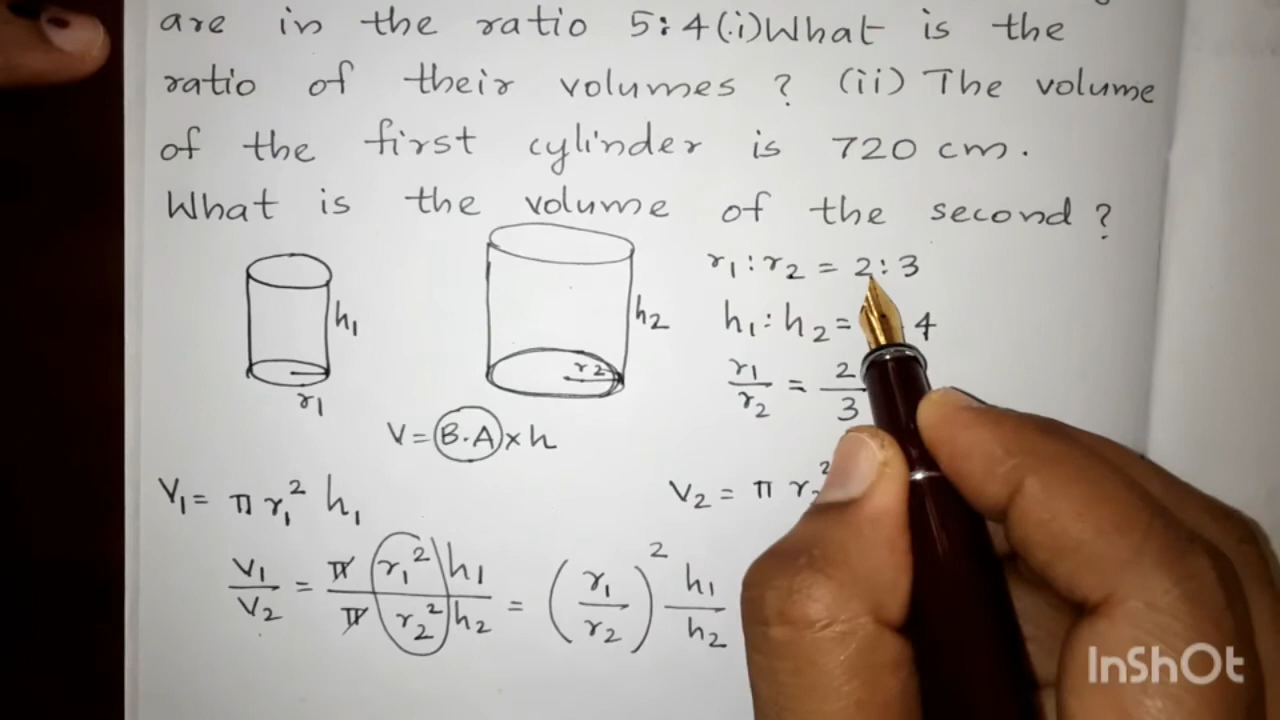 are in the ratio 5:4(i)What is the
ratio of their volumes ? (ii) The volume
of the first cylinder is 720 cm.
What is the volume of the second ?
r₁ : r₂ = 2 : 3
h₁ : h₂ = 4
h₁
h₂
r₂
r₁
r₁/r₂ = 2/3
V = B.A × h
V₁ = π r₁² h₁
V₂ = π r₂²
V₁/V₂ = π r₁² h₁ / π r₂² h₂ = (r₁/r₂)² h₁/h₂
InShOt